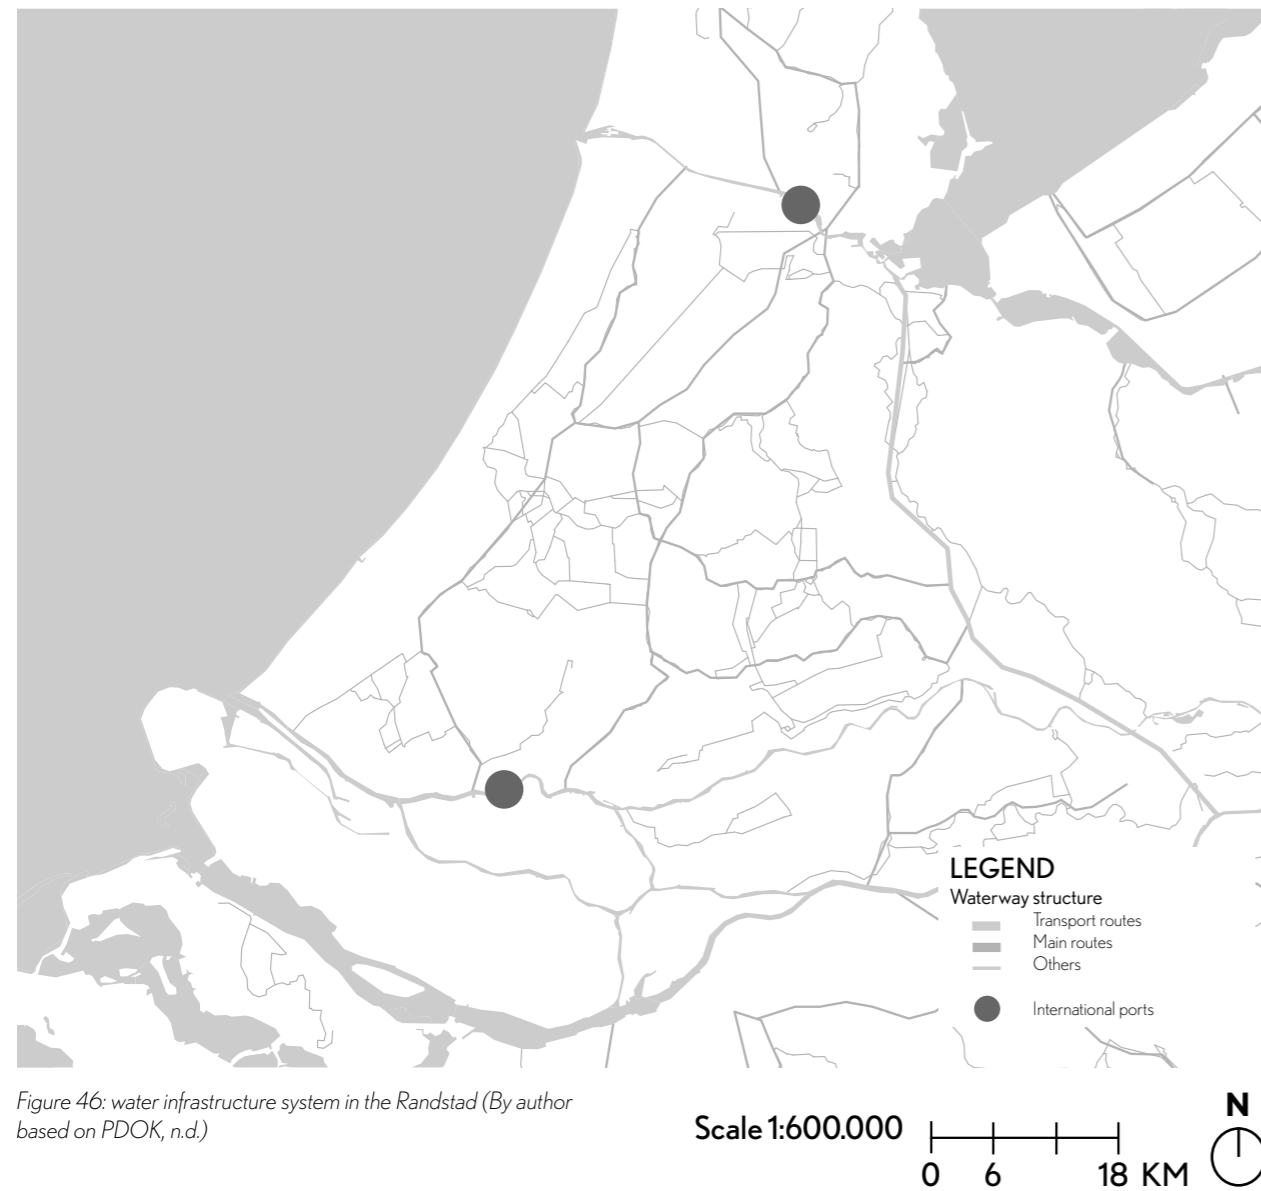 LEGEND
Waterway structure
Transport routes
Main routes
Others
International ports
Figure 46: water infrastructure system in the Randstad (By author
based on PDOK, n.d.)
Scale 1:600.000
0 6 18 KM
N